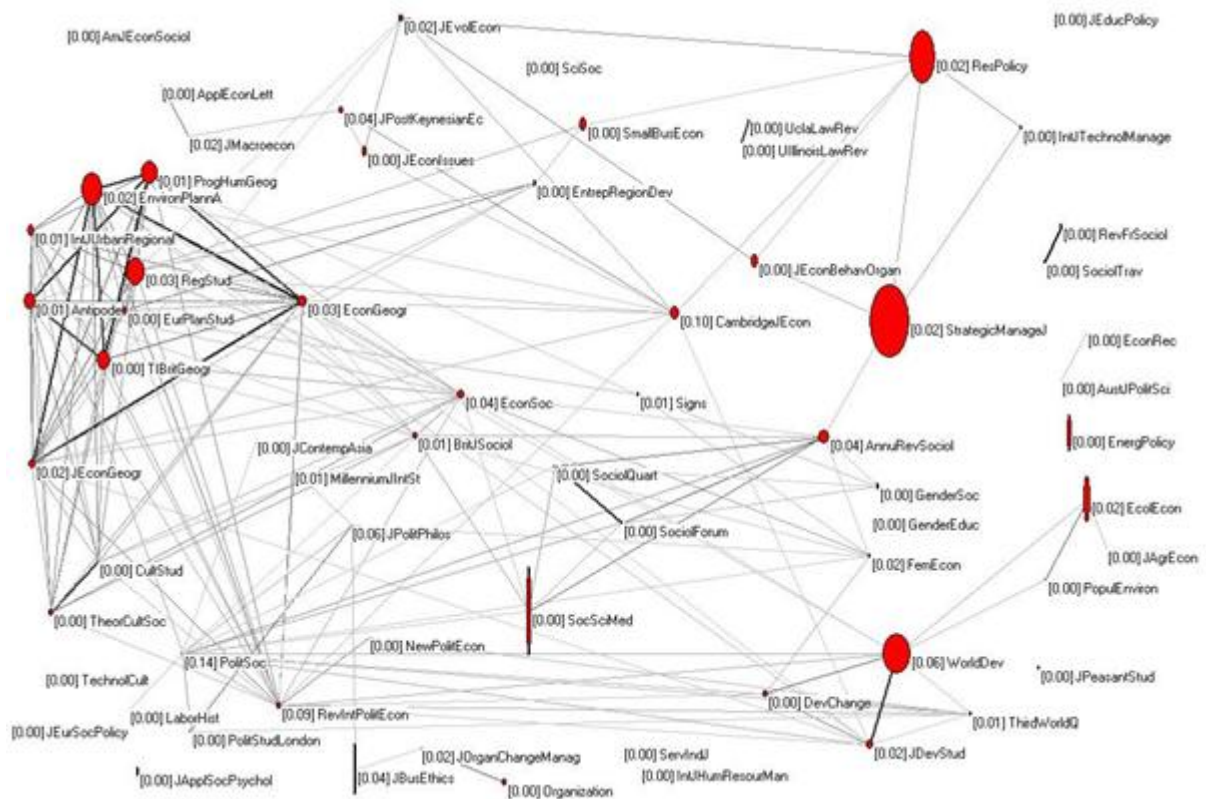 [0.00] JEducPolicy
[0.02] JEvolEcon
[0.00] AmJEconSociol
[0.02] ResPolicy
[0.00] SciSoc
[0.00] ApplEconLett
[0.04] JPostKeynesianEc
[0.00] SmallBusEcon
[0.00] UclaLawRev
[0.00] IntJTechnolManage
[0.02] JMacroecon
[0.00] UIllinoisLawRev
[0.00] JEconIssues
[0.01] ProgHumGeog
[0.00] EntrepRegionDev
[0.02] EnvironPlannA
[0.00] RevFrSociol
[0.01] IntJUrbanRegional
[0.00] JEconBehavOrgan
[0.00] SociolTrav
[0.03] RegStud
[0.01] Antipode
[0.03] EconGeogr
[0.00] EurPlanStud
[0.10] CambridgeJEcon
[0.02] StrategicManageJ
[0.00] EconRec
[0.00] TIBritGeogr
[0.00] AustJPolitSci
[0.04] EconSoc
[0.01] Signs
[0.00] EnergPolicy
[0.01] BritJSociol
[0.04] AnnuRevSociol
[0.00] JContempAsia
[0.02] JEconGeogr
[0.01] MillenniumJIntSt
[0.00] SociolQuart
[0.00] GenderSoc
[0.02] EcolEcon
[0.00] GenderEduc
[0.06] JPolitPhilos
[0.00] SociolForum
[0.00] JAgrEcon
[0.02] FemEcon
[0.00] CultStud
[0.00] PopulEnviron
[0.00] TheorCultSoc
[0.00] SocSciMed
[0.00] NewPolitEcon
[0.14] PolitSoc
[0.06] WorldDev
[0.00] JPeasantStud
[0.00] TechnolCult
[0.00] DevChange
[0.00] LaborHist
[0.09] RevIntPolitEcon
[0.01] ThirdWorldQ
[0.00] JEurSocPolicy
[0.00] PolitStudLondon
[0.02] JDevStud
[0.02] JOrganChangeManag
[0.00] ServIndJ
[0.00] JApplSocPsychol
[0.04] JBusEthics
[0.00] IntJHumResourMan
[0.00] Organization